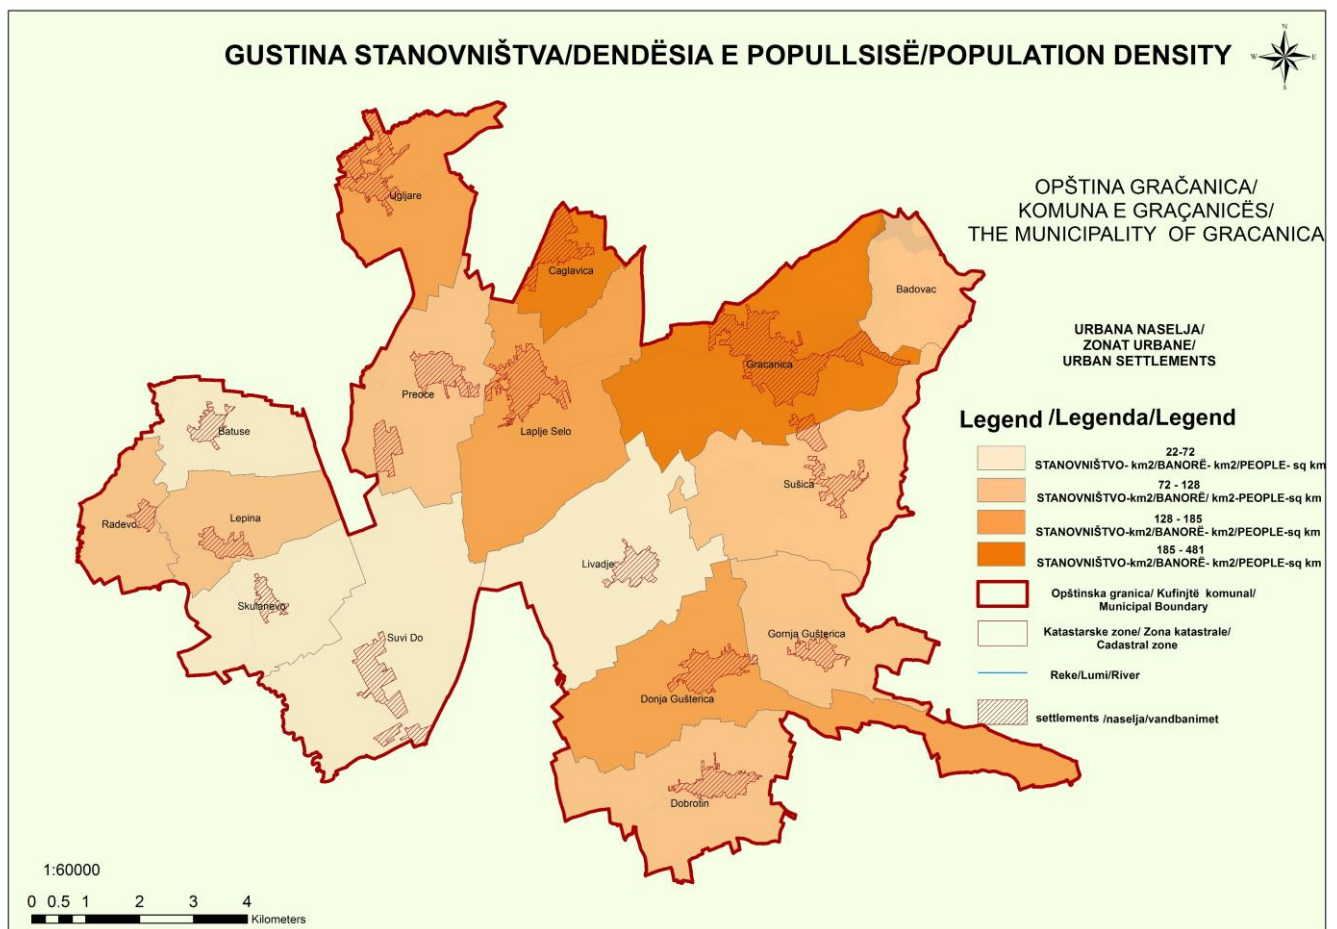 GUSTINA STANOVNIŠTVA/DENDËSIA E POPULLSISË/POPULATION DENSITY
N
W
E
S
OPŠTINA GRAČANICA/
KOMUNA E GRAÇANICËS/
THE MUNICIPALITY OF GRACANICA
URBANA NASELJA/
ZONAT URBANE/
URBAN SETTLEMENTS
Ugljare
Caglavica
Badovac
Gracanica
Preoce
Laplje Selo
Batuse
Sušica
Radevo
Lepina
Livadje
Skulanevo
Suvi Do
Gornja Gušterica
Donja Gušterica
Dobrotin
Legend /Legenda/Legend
22-72
STANOVNIŠTVO- km2/BANORË- km2/PEOPLE- sq km
72 - 128
STANOVNIŠTVO-km2/BANORË/ km2-PEOPLE-sq km
128 - 185
STANOVNIŠTVO-km2/BANORË- km2/PEOPLE-sq km
185 - 481
STANOVNIŠTVO-km2/BANORË- km2/PEOPLE-sq km
Opštinska granica/ Kufinjtë komunal/
Municipal Boundary
Katastarske zone/ Zona katastrale/
Cadastral zone
Reke/Lumi/River
settlements /naselja/vandbanimet
1:60000
0 0.5 1 2 3 4
Kilometers